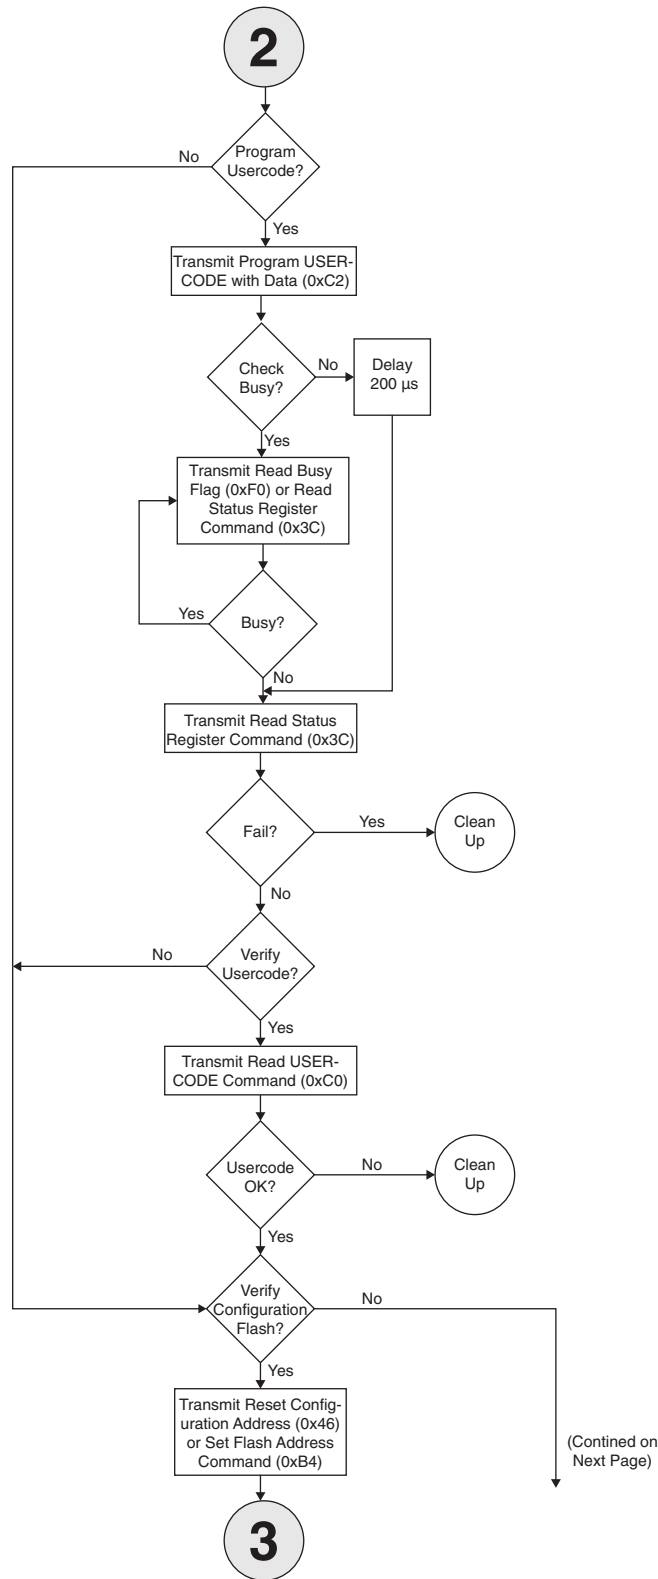 2
Program
Usercode?
No
Yes
Transmit Program USER-
CODE with Data (0xC2)
Check
Busy?
No
Delay
200 µs
Yes
Transmit Read Busy
Flag (0xF0) or Read
Status Register
Command (0x3C)
Yes
Busy?
No
Transmit Read Status
Register Command (0x3C)
Fail?
Yes
Clean
Up
No
Verify
Usercode?
No
Yes
Transmit Read USER-
CODE Command (0xC0)
Usercode
OK?
No
Clean
Up
Yes
Verify
Configuration
Flash?
No
Yes
Transmit Reset Config-
uration Address (0x46)
or Set Flash Address
Command (0xB4)
(Contined on
Next Page)
3